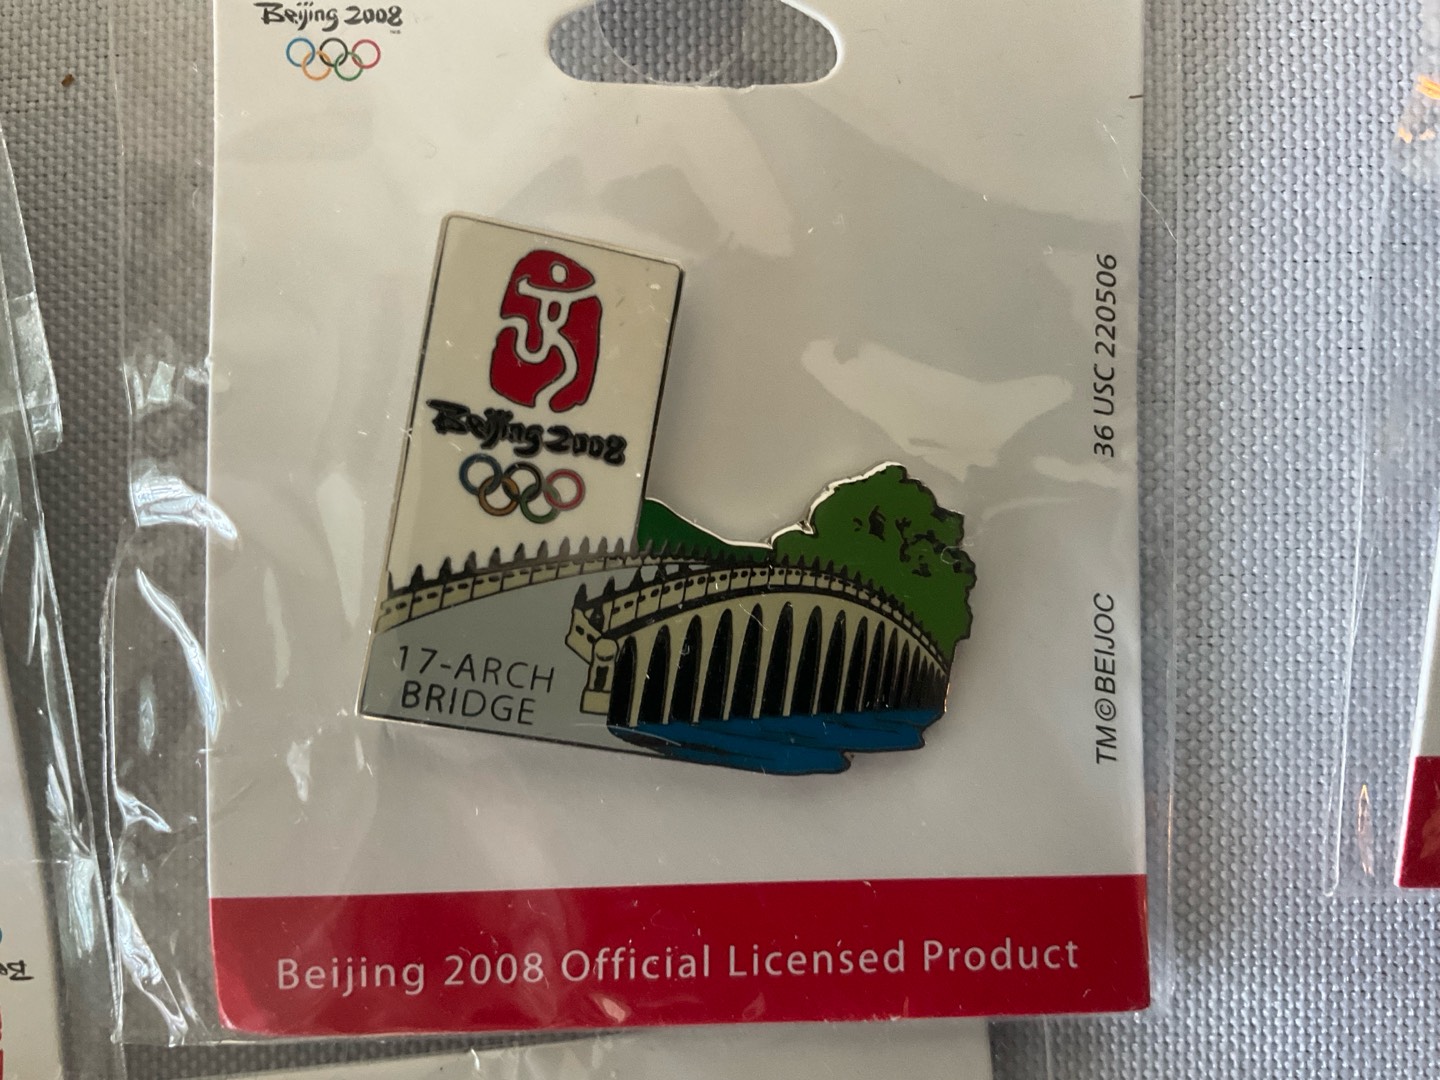 Beijing 2008
Beijing 2008
17-ARCH
BRIDGE
36 USC 220506
TM©BEIJOC
Beijing 2008 Official Licensed Product